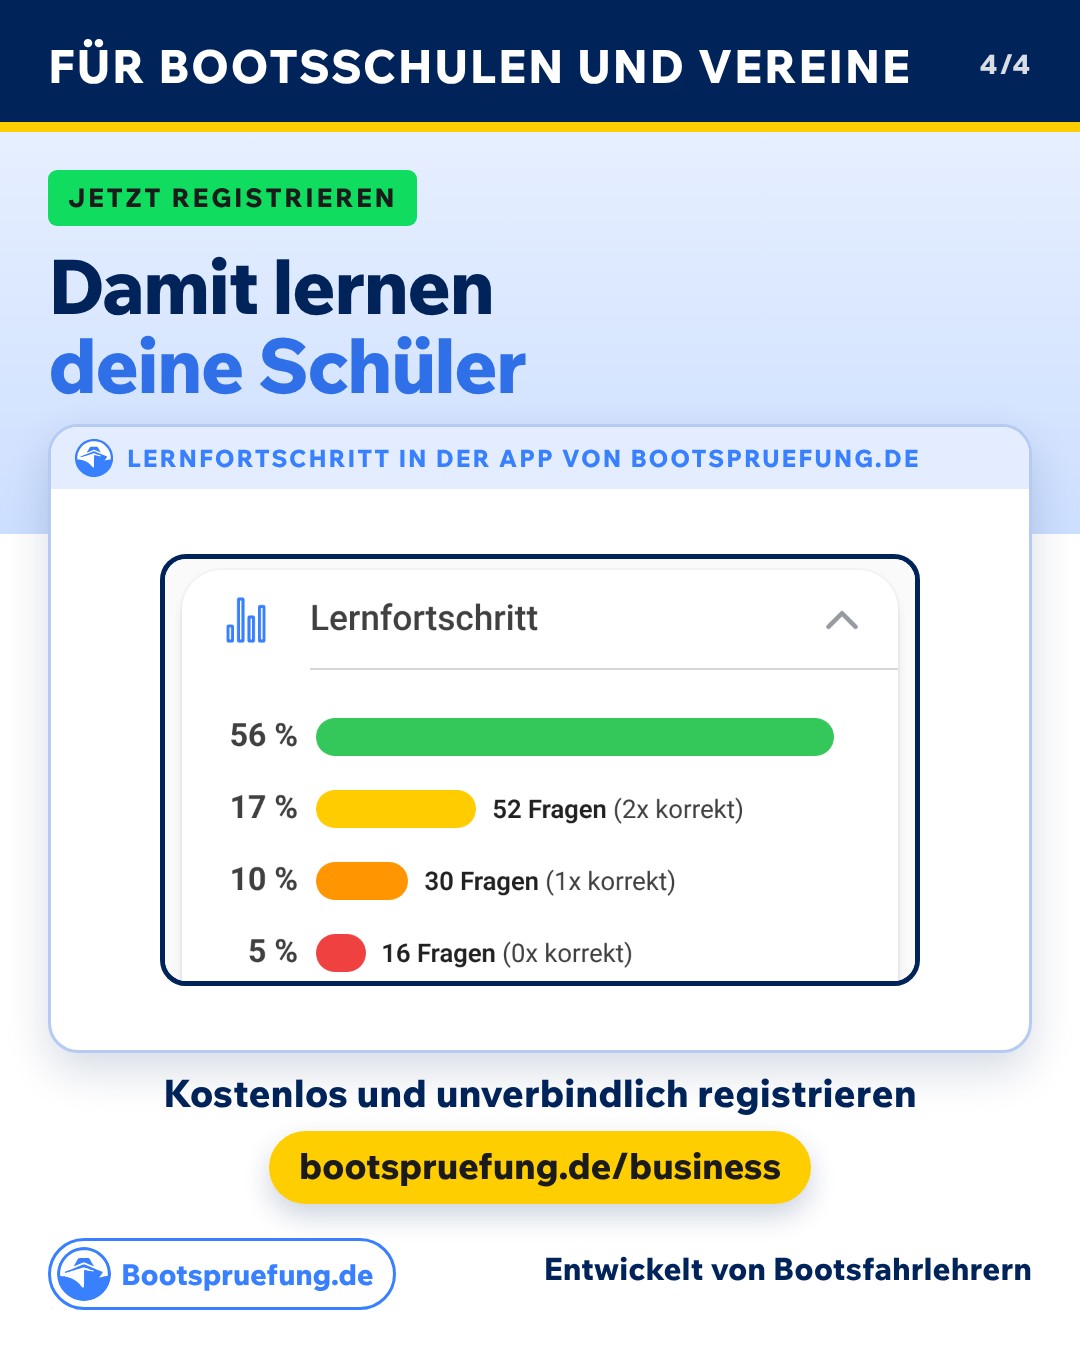 FÜR BOOTSSCHULEN UND VEREINE 4/4
JETZT REGISTRIEREN
Damit lernen
deine Schüler
LERNFORTSCHRITT IN DER APP VON BOOTSPRUEFUNG.DE
Lernfortschritt
56 %
17 % 52 Fragen (2x korrekt)
10 % 30 Fragen (1x korrekt)
5 % 16 Fragen (0x korrekt)
Kostenlos und unverbindlich registrieren
bootspruefung.de/business
Bootspruefung.de Entwickelt von Bootsfahrlehrern